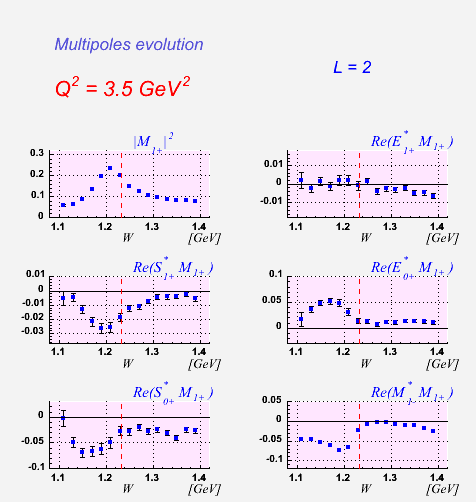 Multipoles evolution
Q² = 3.5 GeV²
L = 2
|M₁₊|²
0.3
0.2
0.1
0
1.1 1.2 1.3 1.4
W [GeV]
Re(E*₁₊ M₁₊)
0.01
0
-0.01
1.1 1.2 1.3 1.4
W [GeV]
Re(S*₁₊ M₁₊)
0.01
0
-0.01
-0.02
-0.03
1.1 1.2 1.3 1.4
W [GeV]
Re(E*₀₊ M₁₊)
0.1
0.05
0
1.1 1.2 1.3 1.4
W [GeV]
Re(S*₀₊ M₁₊)
0
-0.05
-0.1
1.1 1.2 1.3 1.4
W [GeV]
Re(M*₁₋ M₁₊)
0.05
0
-0.05
-0.1
1.1 1.2 1.3 1.4
W [GeV]